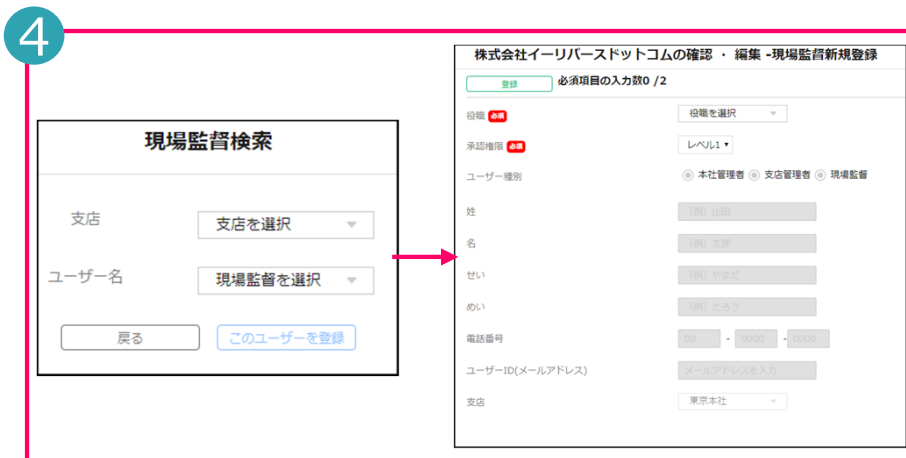 4
現場監督検索
支店
支店を選択
ユーザー名
現場監督を選択
戻る
このユーザーを登録
株式会社イーリバースドットコムの確認 ・ 編集 -現場監督新規登録
登録 必須項目の入力数0 /2
役職 必須 役職を選択
承認権限 必須 レベル1
ユーザー種別 本社管理者 支店管理者 現場監督
姓 (例) 山田
名 (例) 太郎
せい (例) やまだ
めい (例) たろう
電話番号 00 - 0000 - 0000
ユーザーID(メールアドレス) メールアドレスを入力
支店 東京本社